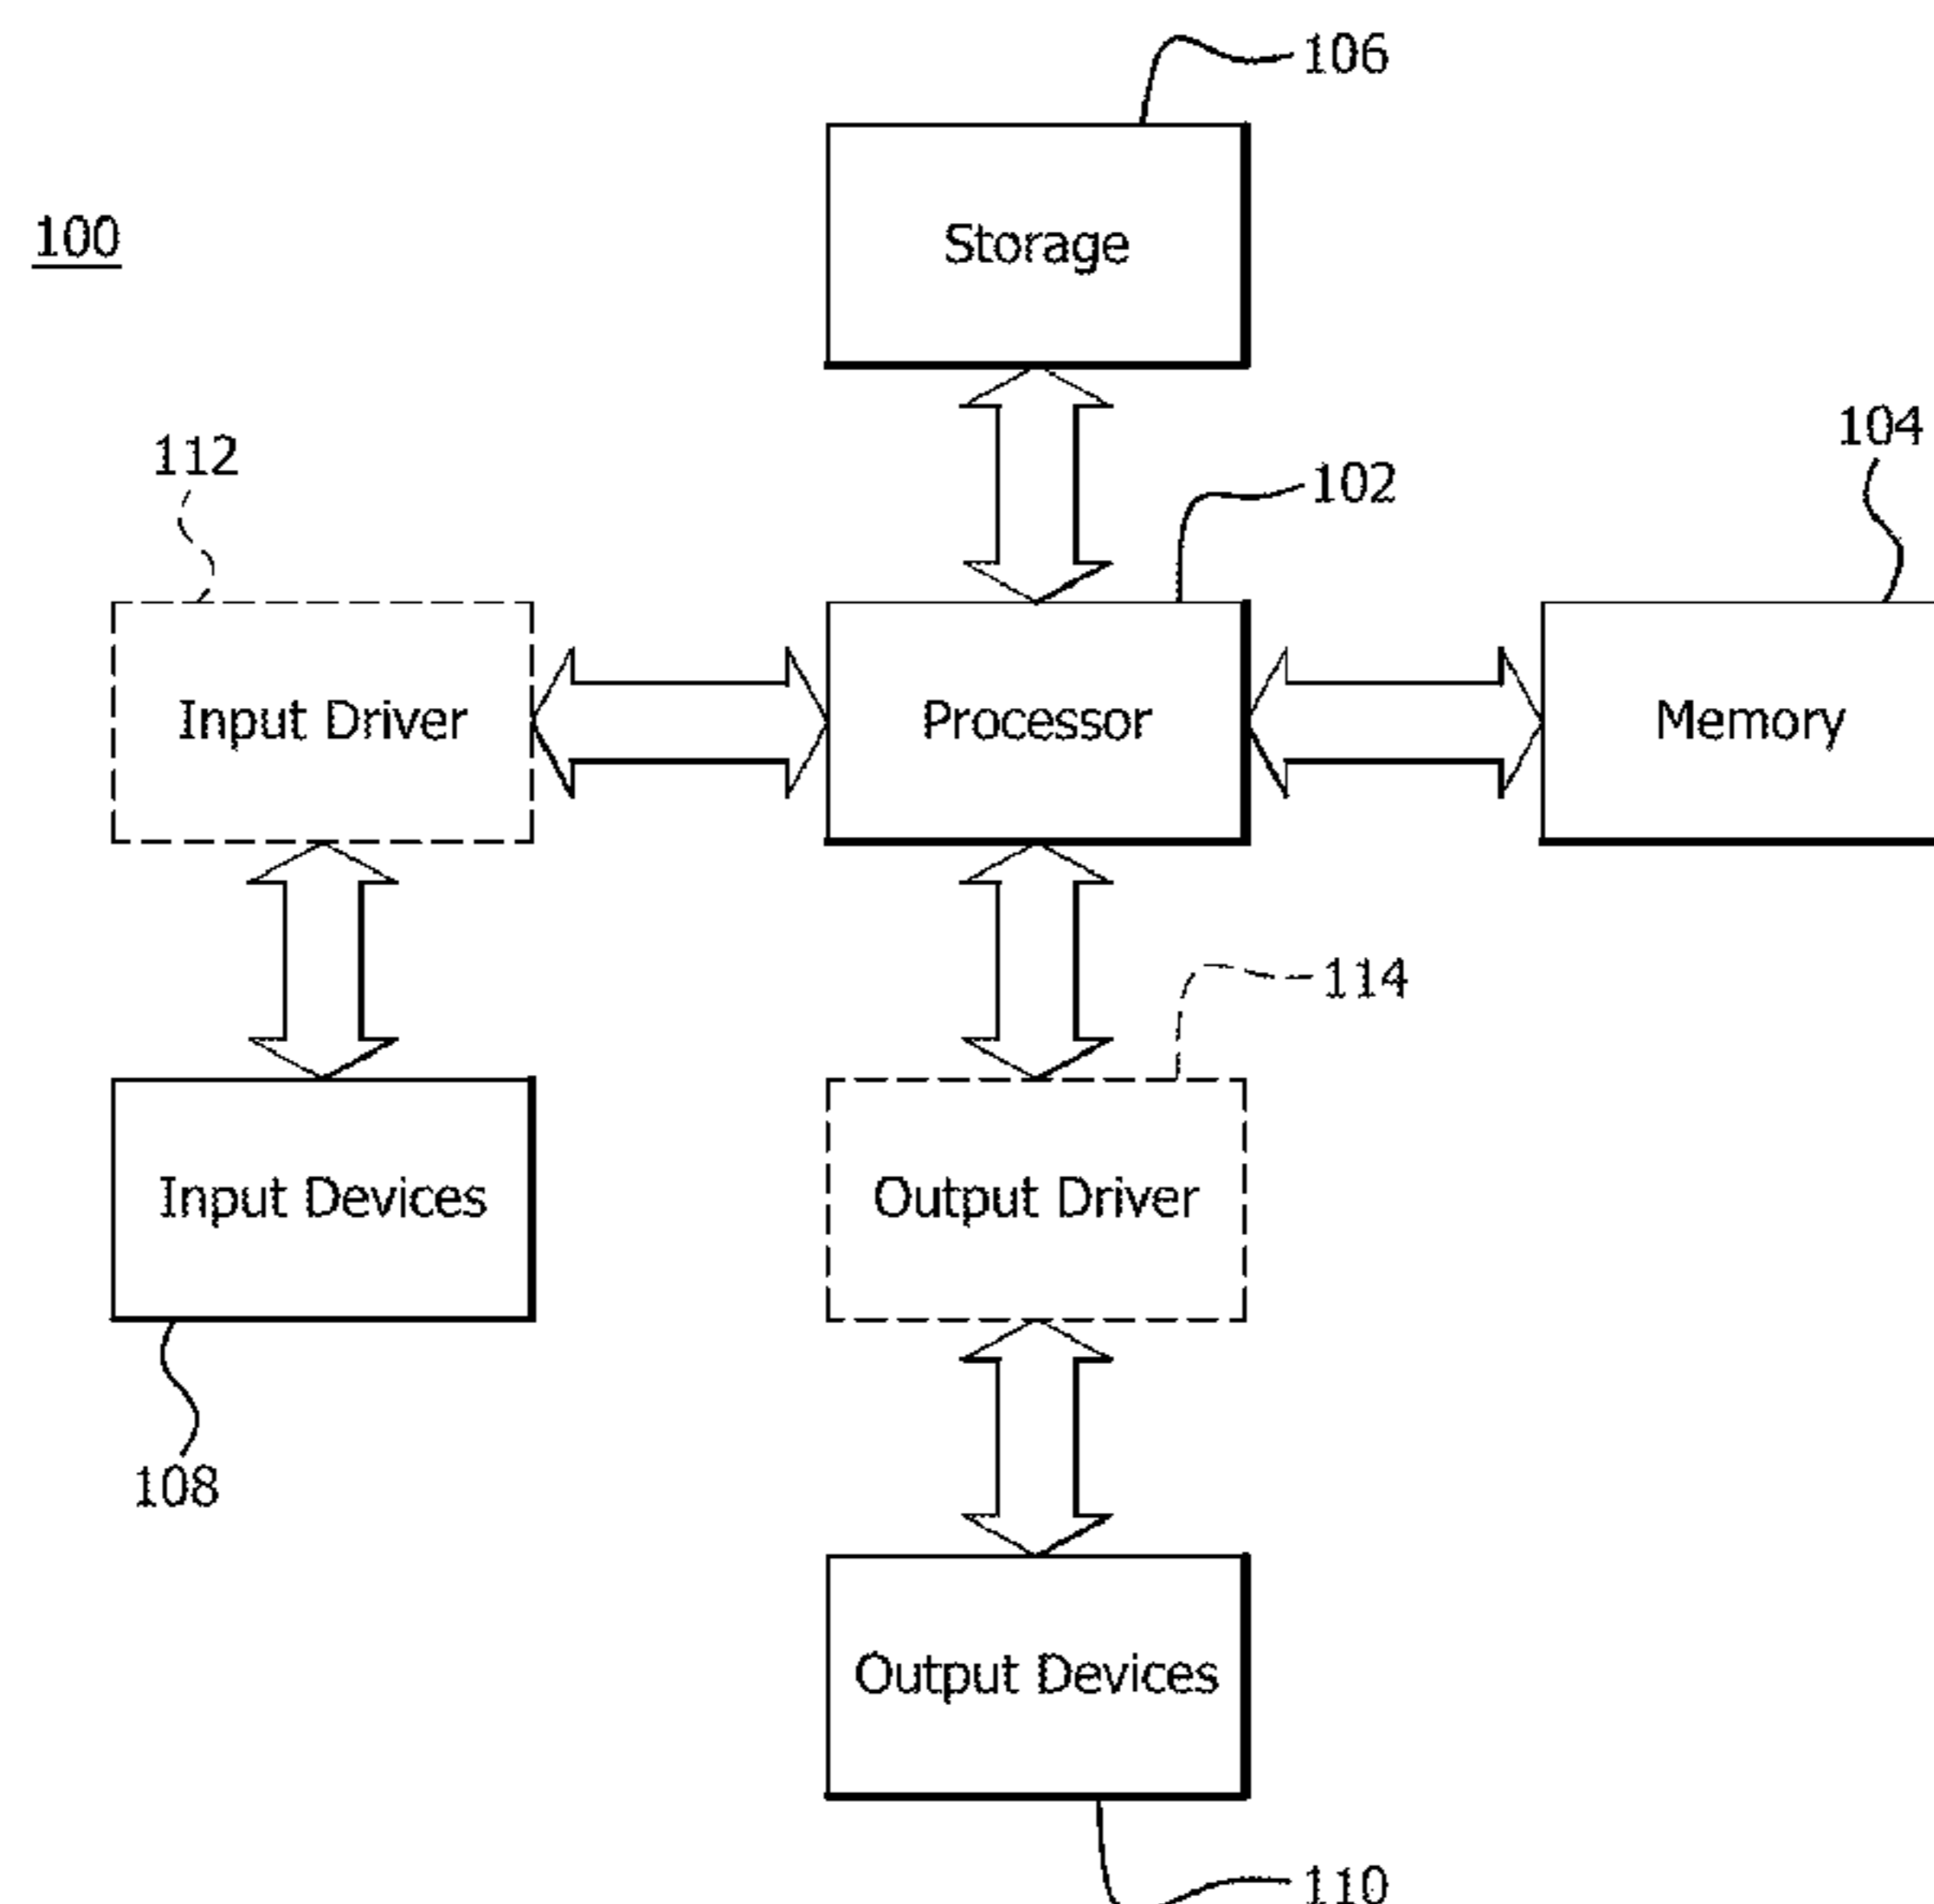 106
100
Storage
104
112
102
Input Driver
Processor
Memory
114
Input Devices
Output Driver
108
Output Devices
110